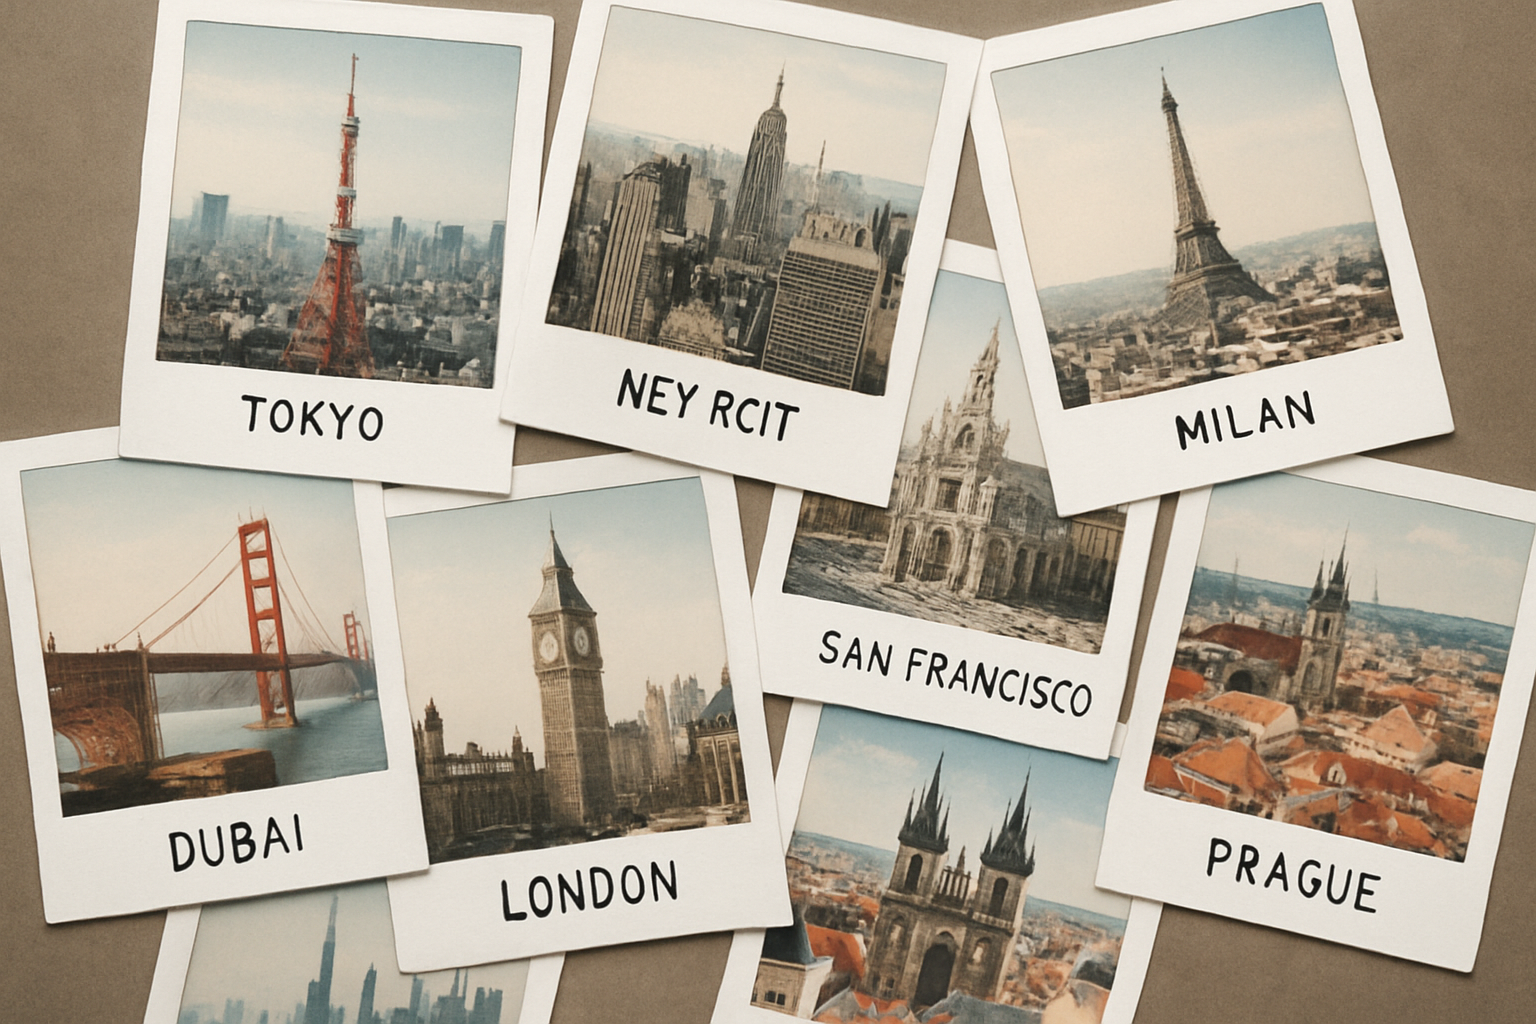 TOKYO
NEY RCIT
MILAN
SAN FRANCISCO
DUBAI
LONDON
PRAGUE